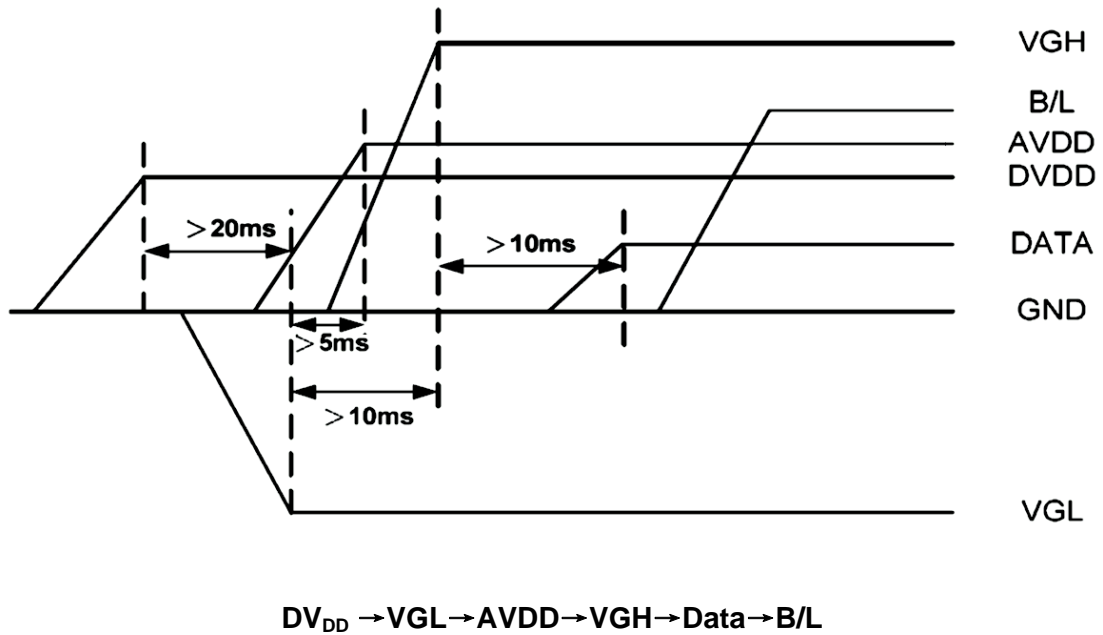 VGH
B/L
AVDD
DVDD
>20ms
>10ms
DATA
GND
>5ms
>10ms
VGL
DVDD →VGL→AVDD→VGH→Data→B/L